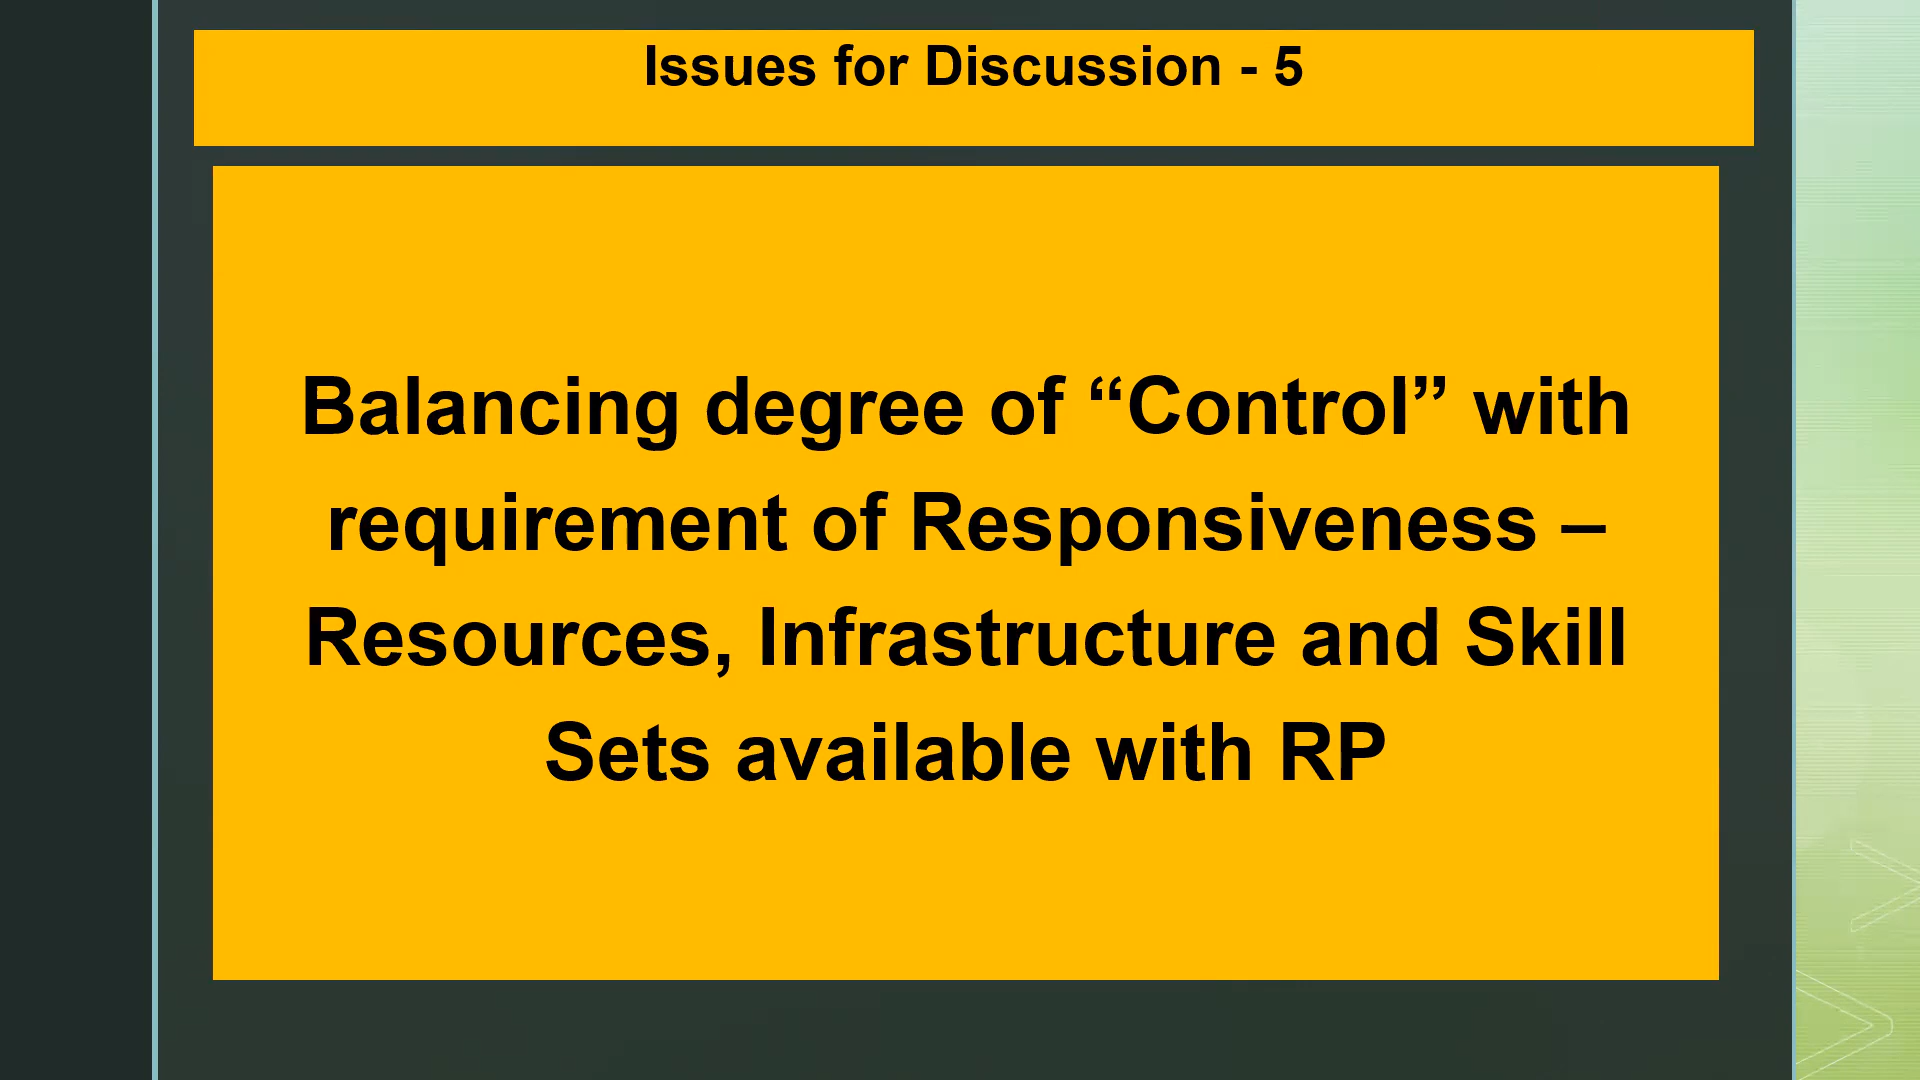 Issues for Discussion - 5
Balancing degree of “Control” with
requirement of Responsiveness –
Resources, Infrastructure and Skill
Sets available with RP